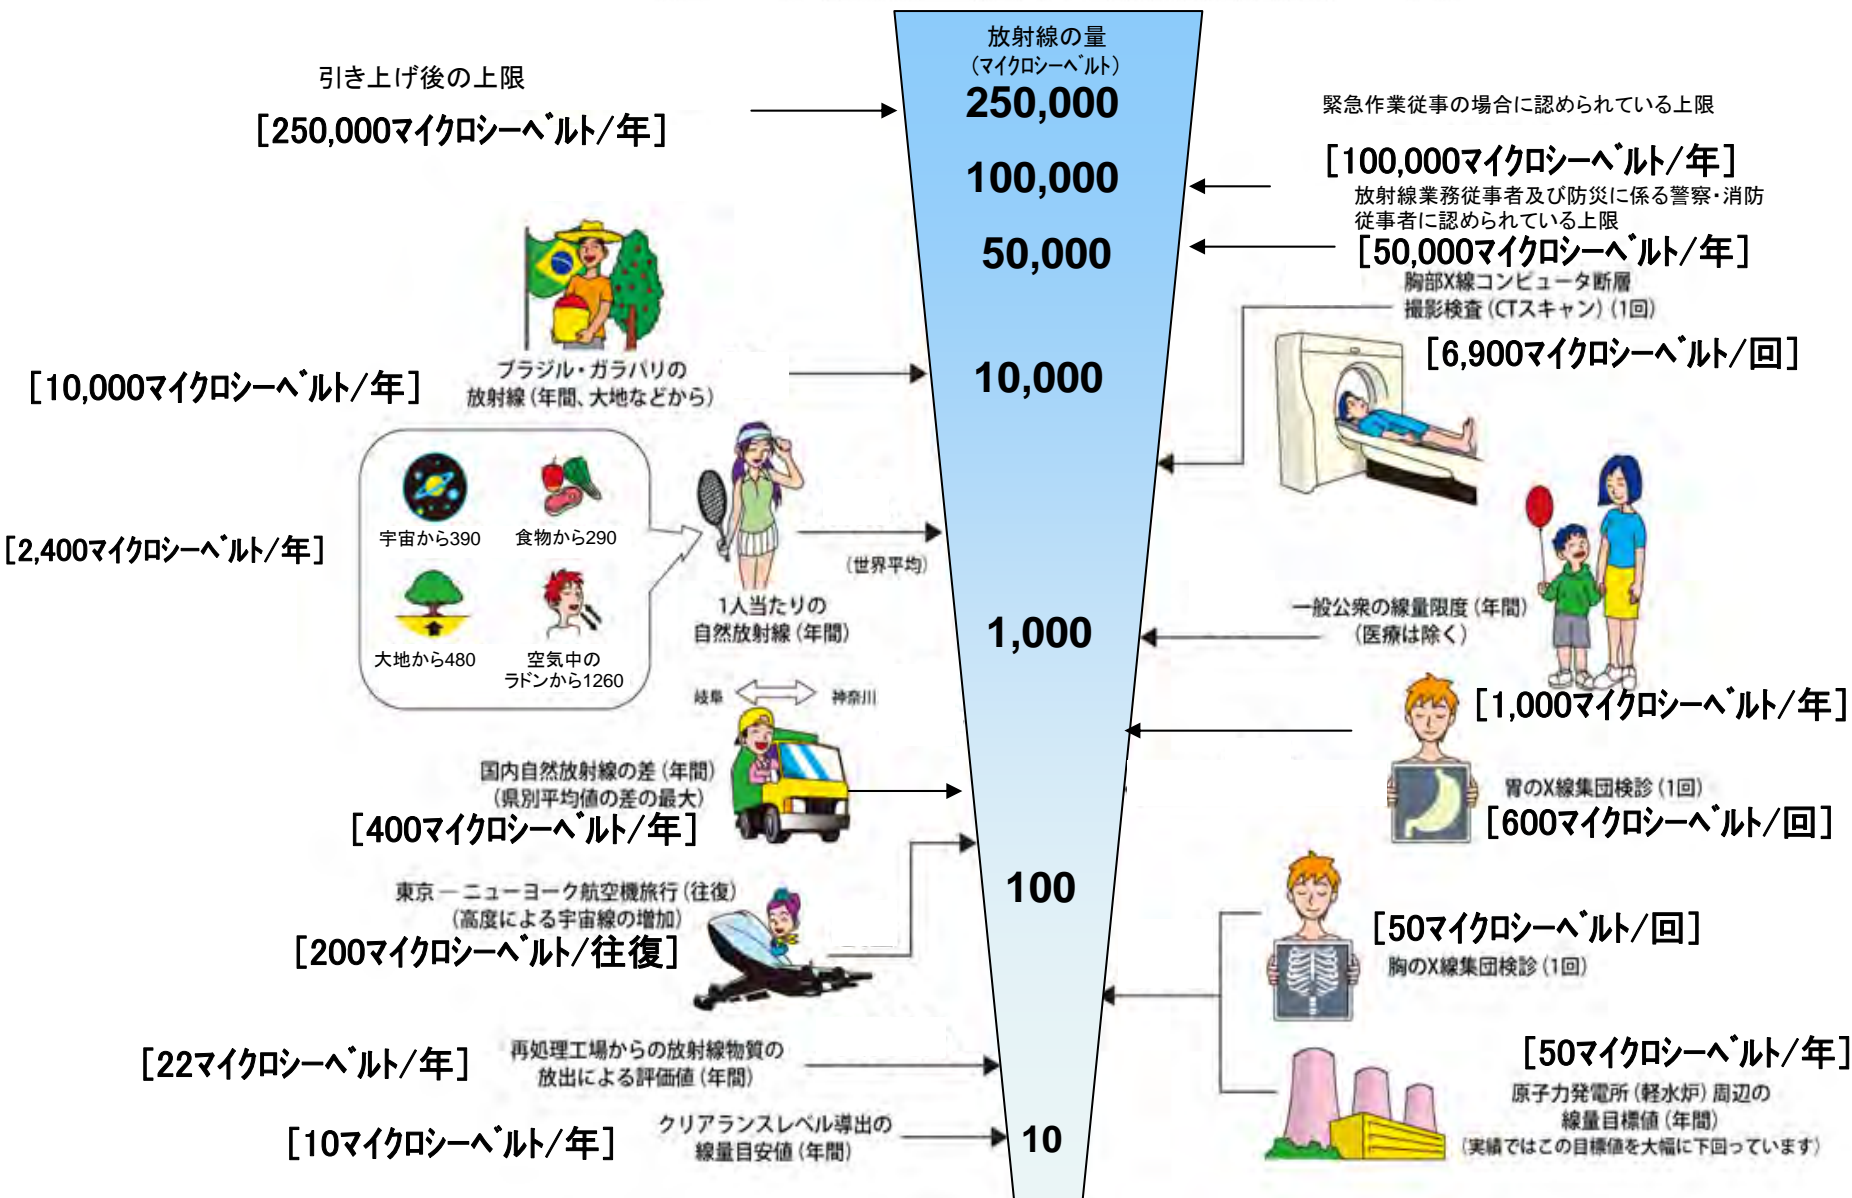 放射線の量
（マイクロシーベルト）
250,000
100,000
50,000
10,000
1,000
100
10
引き上げ後の上限
［250,000マイクロシーベルト/年］
ブラジル・ガラパリの
放射線（年間、大地などから）
［10,000マイクロシーベルト/年］
宇宙から390
食物から290
大地から480
空気中の
ラドンから1260
［2,400マイクロシーベルト/年］
（世界平均）
1人当たりの
自然放射線（年間）
岐阜
神奈川
国内自然放射線の差（年間）
（県別平均値の差の最大）
［400マイクロシーベルト/年］
東京 ― ニューヨーク航空機旅行（往復）
（高度による宇宙線の増加）
［200マイクロシーベルト/往復］
［22マイクロシーベルト/年］
再処理工場からの放射線物質の
放出による評価値（年間）
［10マイクロシーベルト/年］
クリアランスレベル導出の
線量目安値（年間）
緊急作業従事の場合に認められている上限
［100,000マイクロシーベルト/年］
放射線業務従事者及び防災に係る警察・消防
従事者に認められている上限
［50,000マイクロシーベルト/年］
胸部X線コンピュータ断層
撮影検査（CTスキャン）（1回）
［6,900マイクロシーベルト/回］
一般公衆の線量限度（年間）
（医療は除く）
［1,000マイクロシーベルト/年］
胃のX線集団検診（1回）
［600マイクロシーベルト/回］
［50マイクロシーベルト/回］
胸のX線集団検診（1回）
［50マイクロシーベルト/年］
原子力発電所（軽水炉）周辺の
線量目標値（年間）
（実績ではこの目標値を大幅に下回っています）